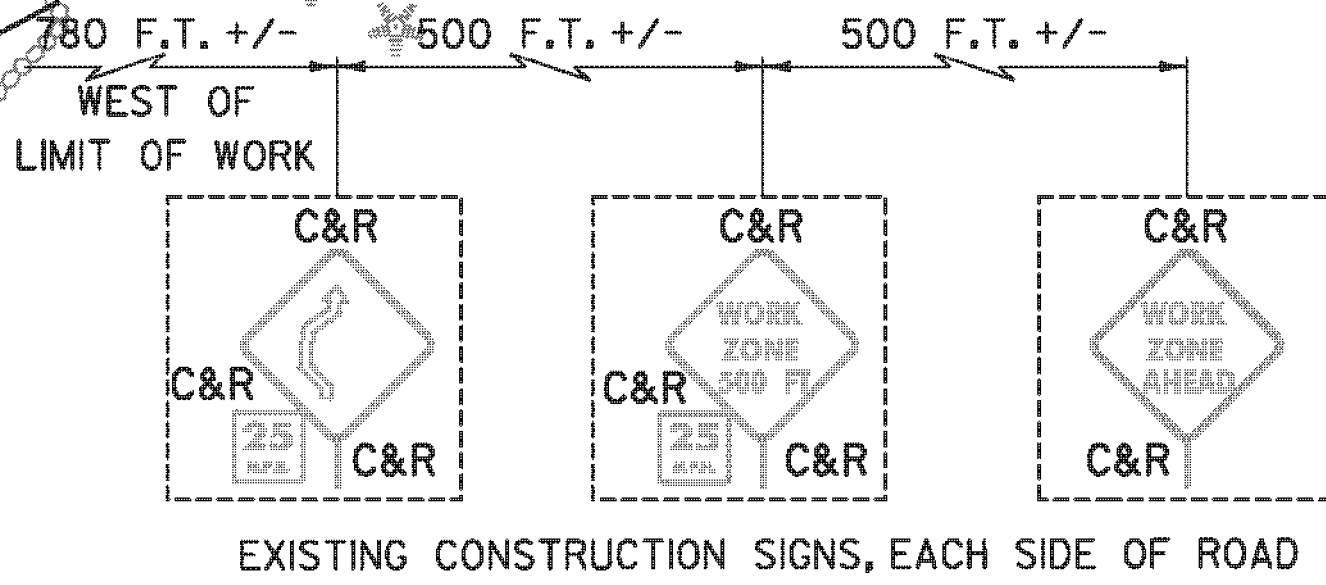 780 F.T. +/- 500 F.T. +/- 500 F.T. +/-
WEST OF
LIMIT OF WORK
C&R C&R C&R
WORK
ZONE
500 FT
WORK
ZONE
AHEAD
C&R C&R
25
M.P.H.
25
M.P.H.
C&R C&R C&R
EXISTING CONSTRUCTION SIGNS, EACH SIDE OF ROAD